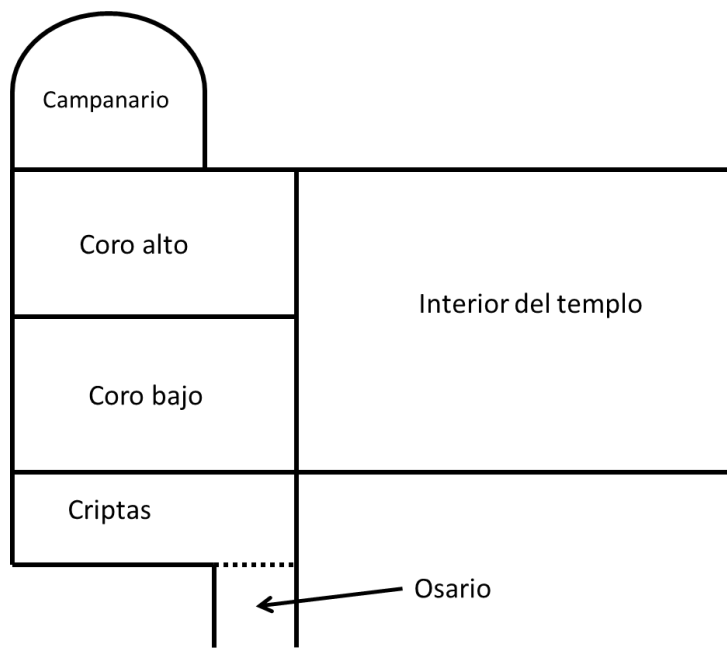 Campanario
Coro alto
Interior del templo
Coro bajo
Criptas
Osario